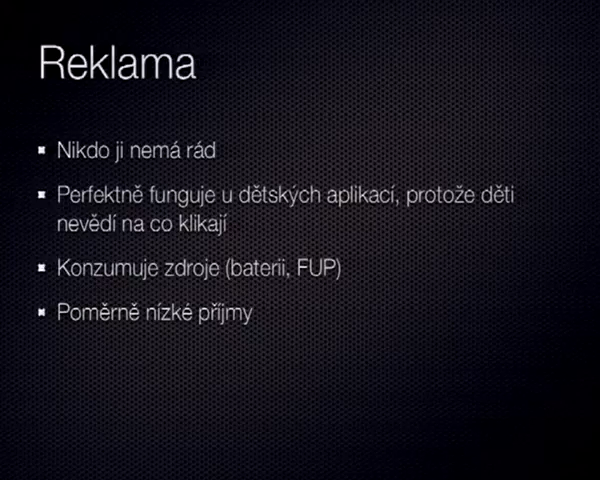 Reklama
Nikdo ji nemá rád
Perfektně funguje u dětských aplikací, protože děti
nevědí na co klikají
Konzumuje zdroje (baterii, FUP)
Poměrně nízké příjmy